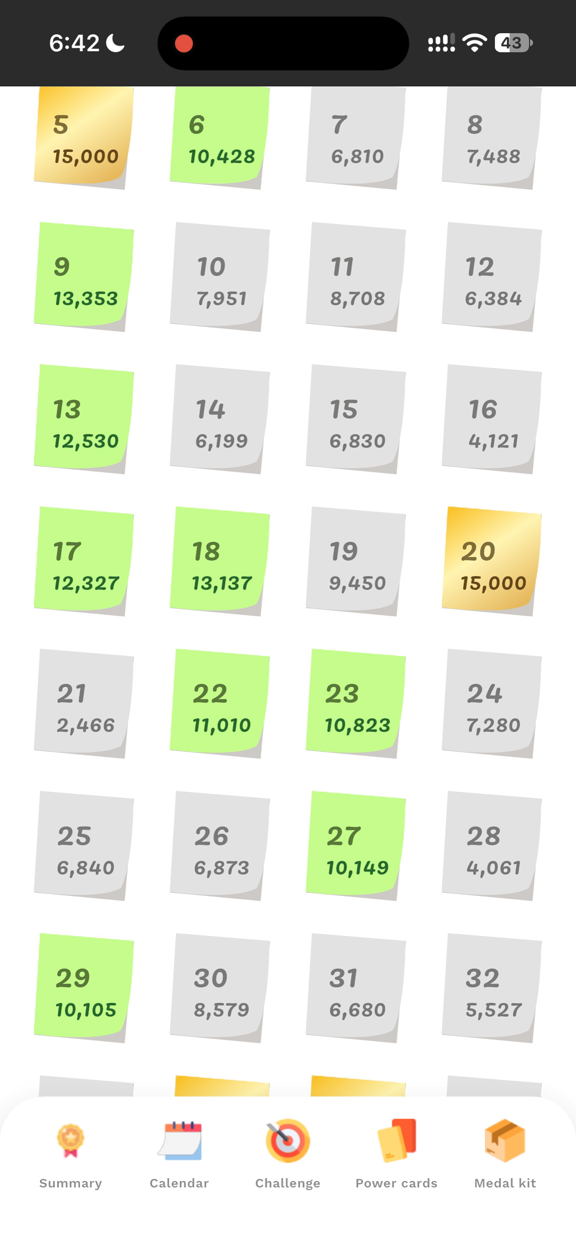 6:42
43
5 6 7 8
15,000 10,428 6,810 7,488
9 10 11 12
13,353 7,951 8,708 6,384
13 14 15 16
12,530 6,199 6,830 4,121
17 18 19 20
12,327 13,137 9,450 15,000
21 22 23 24
2,466 11,010 10,823 7,280
25 26 27 28
6,840 6,873 10,149 4,061
29 30 31 32
10,105 8,579 6,680 5,527
Summary Calendar Challenge Power cards Medal kit